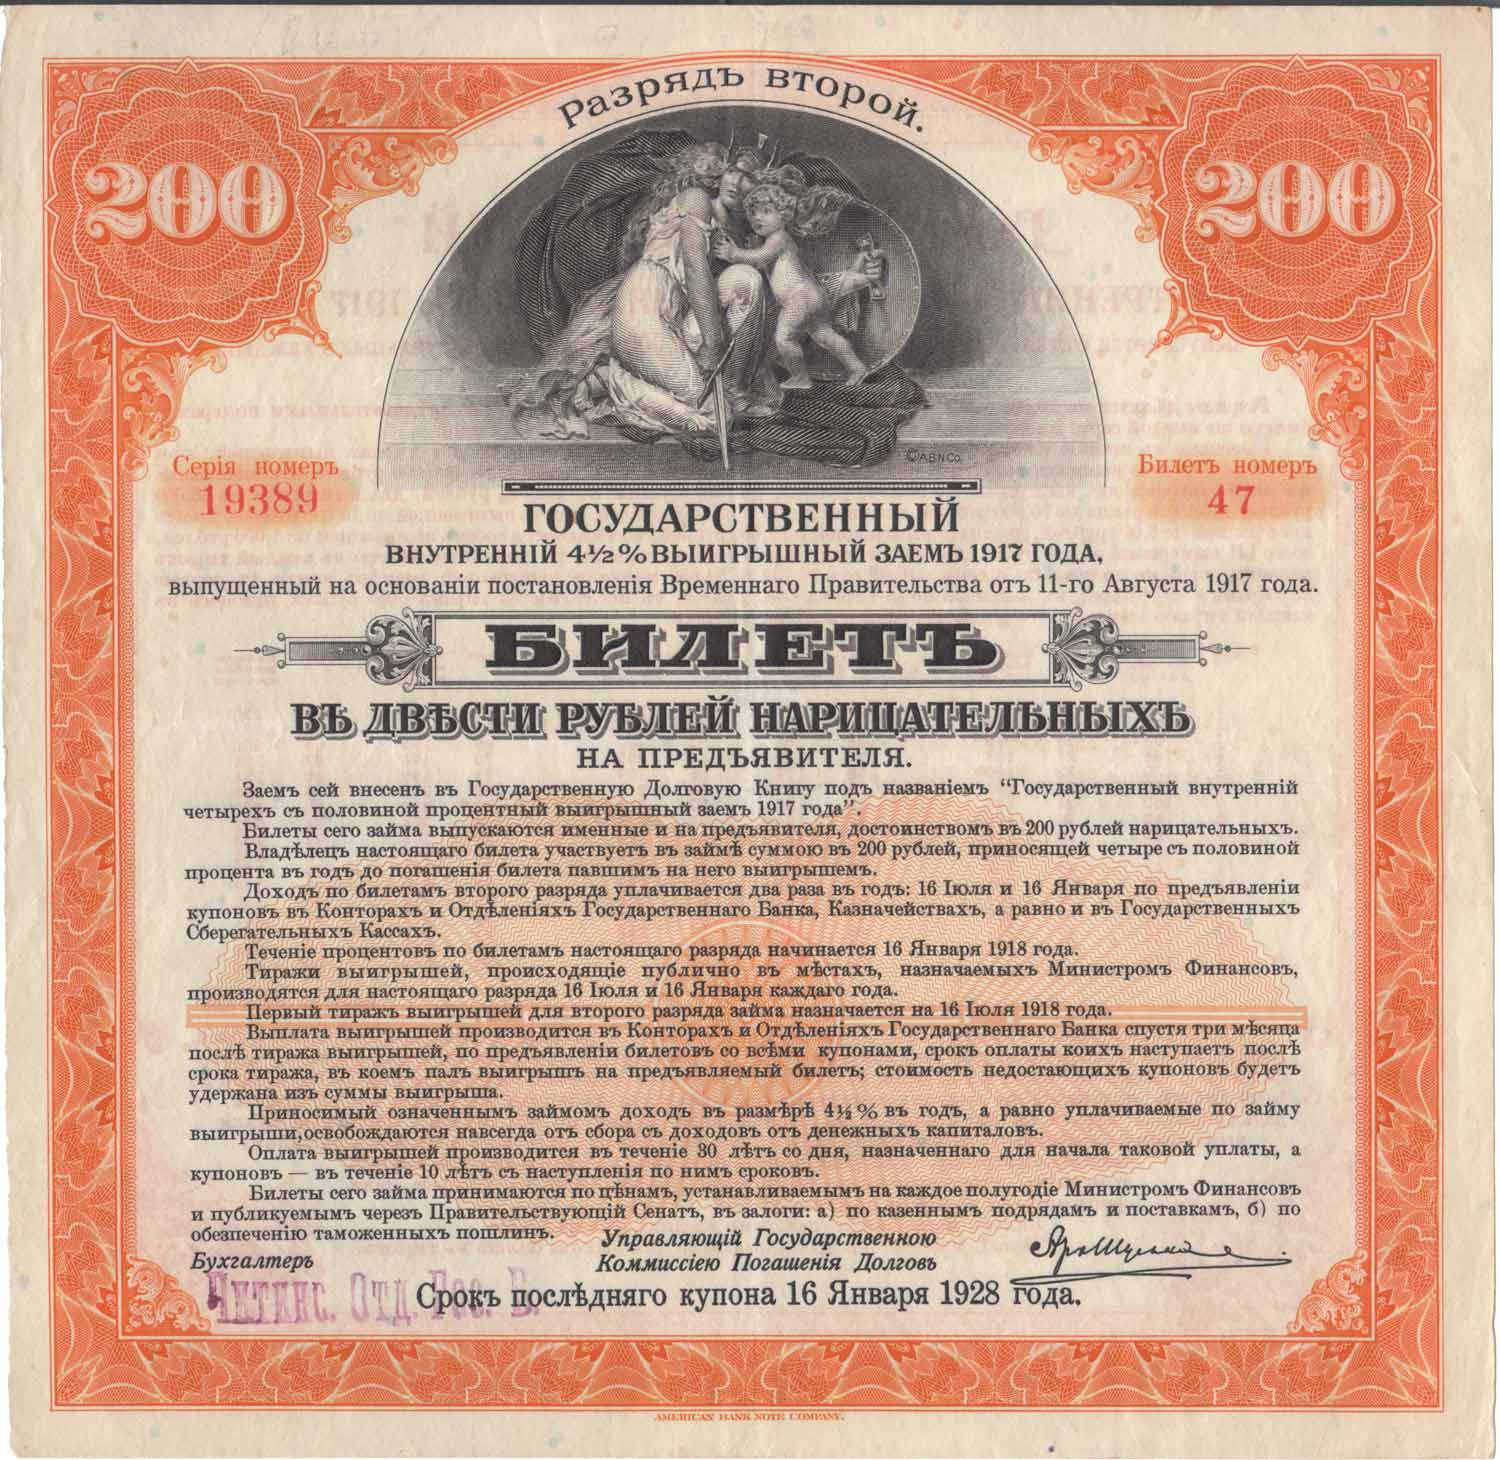 Разрядъ второй.
200
200
©ABNCo.
Серія номеръ
19389
Билетъ номеръ
47
ГОСУДАРСТВЕННЫЙ
ВНУТРЕННІЙ 4½% ВЫИГРЫШНЫЙ ЗАЕМЪ 1917 ГОДА,
выпущенный на основаніи постановленія Временнаго Правительства отъ 11-го Августа 1917 года.
БИЛЕТЪ
ВЪ ДВѢСТИ РУБЛЕЙ НАРИЦАТЕЛЬНЫХЪ
НА ПРЕДЪЯВИТЕЛЯ.
Заемъ сей внесенъ въ Государственную Долговую Книгу подъ названіемъ “Государственный внутренній
четырехъ съ половиной процентный выигрышный заемъ 1917 года”.
Билеты сего займа выпускаются именные и на предъявителя, достоинствомъ въ 200 рублей нарицательныхъ.
Владѣлецъ настоящаго билета участвуетъ въ займѣ суммою въ 200 рублей, приносящей четыре съ половиной
процента въ годъ до погашенія билета павшимъ на него выигрышемъ.
Доходъ по билетамъ второго разряда уплачивается два раза въ годъ: 16 Іюля и 16 Января по предъявленіи
купоновъ въ Конторахъ и Отдѣленіяхъ Государственнаго Банка, Казначействахъ, а равно и въ Государственныхъ
Сберегательныхъ Кассахъ.
Теченіе процентовъ по билетамъ настоящаго разряда начинается 16 Января 1918 года.
Тиражи выигрышей, происходящіе публично въ мѣстахъ, назначаемыхъ Министромъ Финансовъ,
производятся для настоящаго разряда 16 Іюля и 16 Января каждаго года.
Первый тиражъ выигрышей для второго разряда займа назначается на 16 Іюля 1918 года.
Выплата выигрышей производится въ Конторахъ и Отдѣленіяхъ Государственнаго Банка спустя три мѣсяца
послѣ тиража выигрышей, по предъявленіи билетовъ со всѣми купонами, срокъ оплаты коихъ наступаетъ послѣ
срока тиража, въ коемъ палъ выигрышъ на предъявляемый билетъ; стоимость недостающихъ купоновъ будетъ
удержана изъ суммы выигрыша.
Приносимый означеннымъ займомъ доходъ въ размѣрѣ 4½% въ годъ, а равно уплачиваемые по займу
выигрыши,освобождаются навсегда отъ сбора съ доходовъ отъ денежныхъ капиталовъ.
Оплата выигрышей производится въ теченіе 30 лѣтъ со дня, назначеннаго для начала таковой уплаты, а
купоновъ — въ теченіе 10 лѣтъ съ наступленія по нимъ сроковъ.
Билеты сего займа принимаются по цѣнамъ, устанавливаемымъ на каждое полугодіе Министромъ Финансовъ
и публикуемымъ черезъ Правительствующій Сенатъ, въ залоги: а) по казеннымъ подрядамъ и поставкамъ, б) по
обезпеченію таможенныхъ пошлинъ.
Управляющій Государственною
Коммиссіею Погашенія Долговъ
Бухгалтеръ
Отд. Гос. Б.
Срокъ послѣдняго купона 16 Января 1928 года.
AMERICAN BANK NOTE COMPANY.